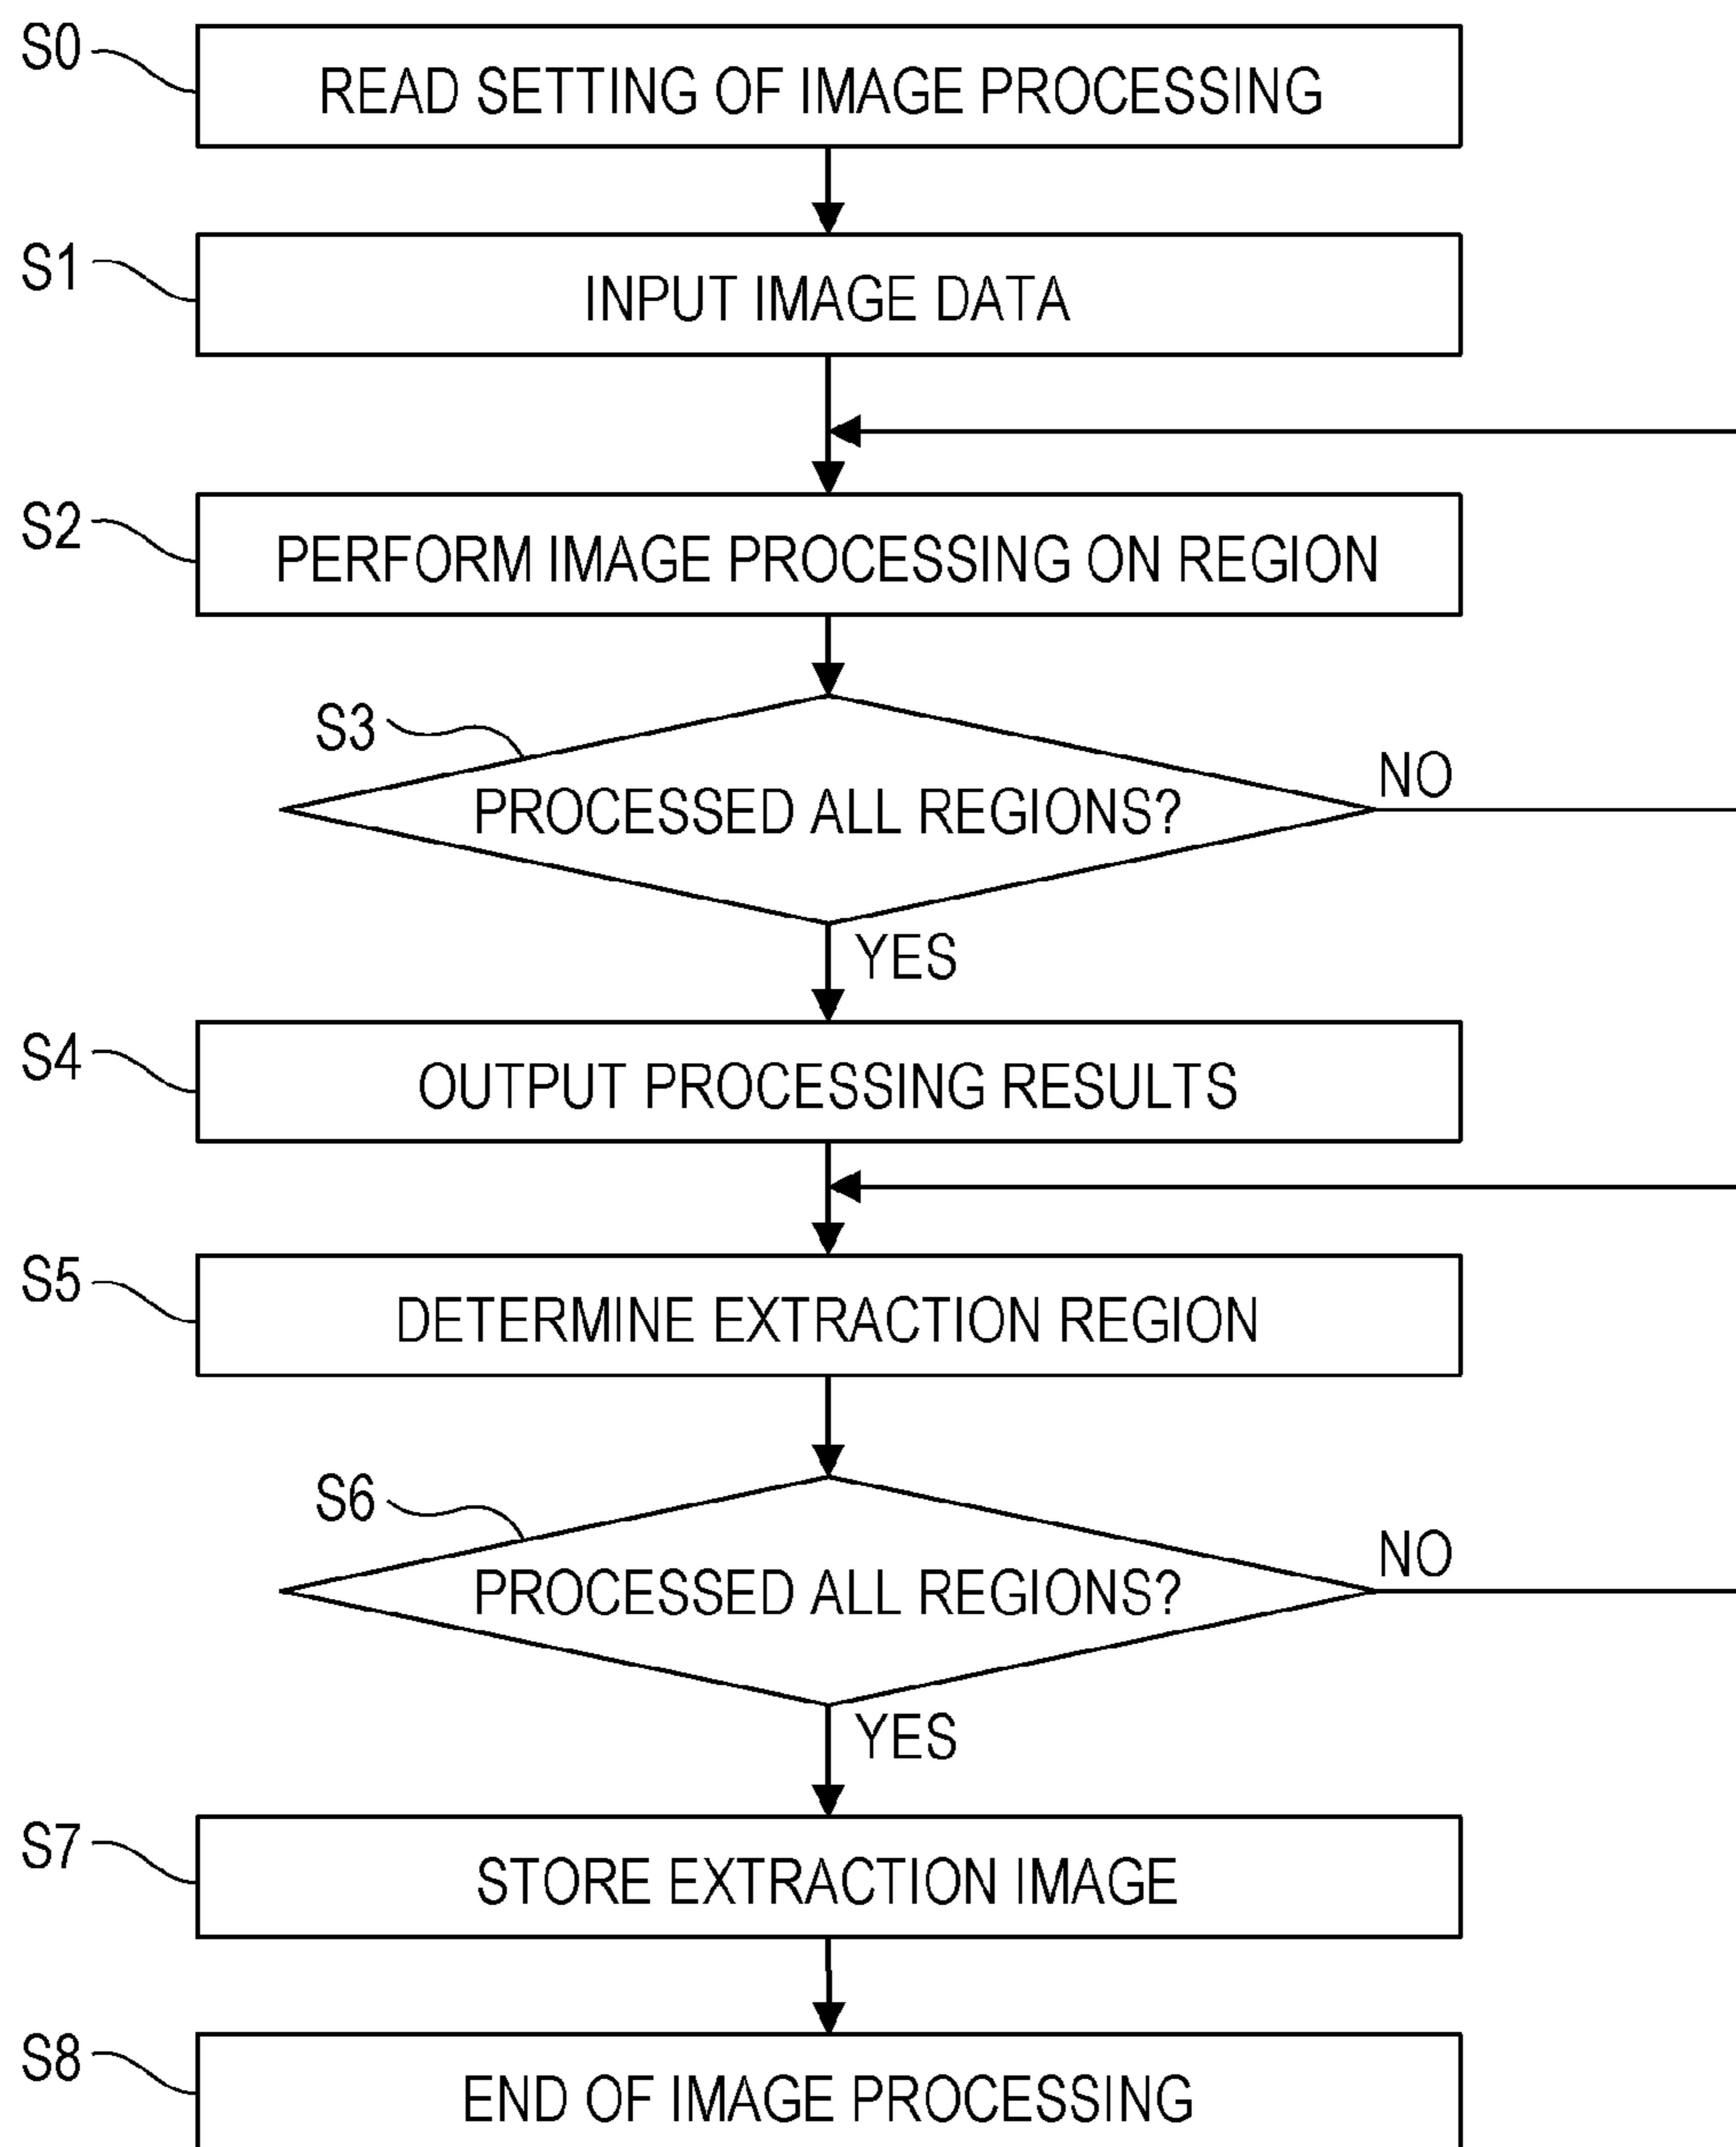 S0
READ SETTING OF IMAGE PROCESSING
S1
INPUT IMAGE DATA
S2
PERFORM IMAGE PROCESSING ON REGION
S3
PROCESSED ALL REGIONS?
NO
YES
S4
OUTPUT PROCESSING RESULTS
S5
DETERMINE EXTRACTION REGION
S6
PROCESSED ALL REGIONS?
NO
YES
S7
STORE EXTRACTION IMAGE
S8
END OF IMAGE PROCESSING